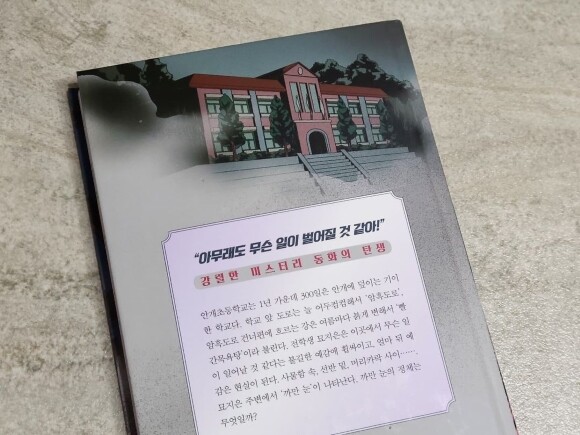 “아무래도 무슨 일이 벌어질 것 같아!”
강렬한 미스터리 동화의 탄생
안개초등학교는 1년 가운데 300일은 안개에 덮이는 기이
한 학교다. 학교 앞 도로는 늘 어두컴컴해서 ‘암흑도로’,
암흑도로 건너편에 흐르는 강은 여름마다 붉게 변해서 ‘빨
간목욕탕’이라 불린다. 전학생 묘지은은 이곳에서 무슨 일
이 일어날 것 같다는 불길한 예감에 휩싸이고, 얼마 뒤 예
감은 현실이 된다. 사물함 속, 선반 밑, 머리카락 사이……
묘지은 주변에서 ‘까만 눈’이 나타난다. 까만 눈의 정체는
무엇일까?